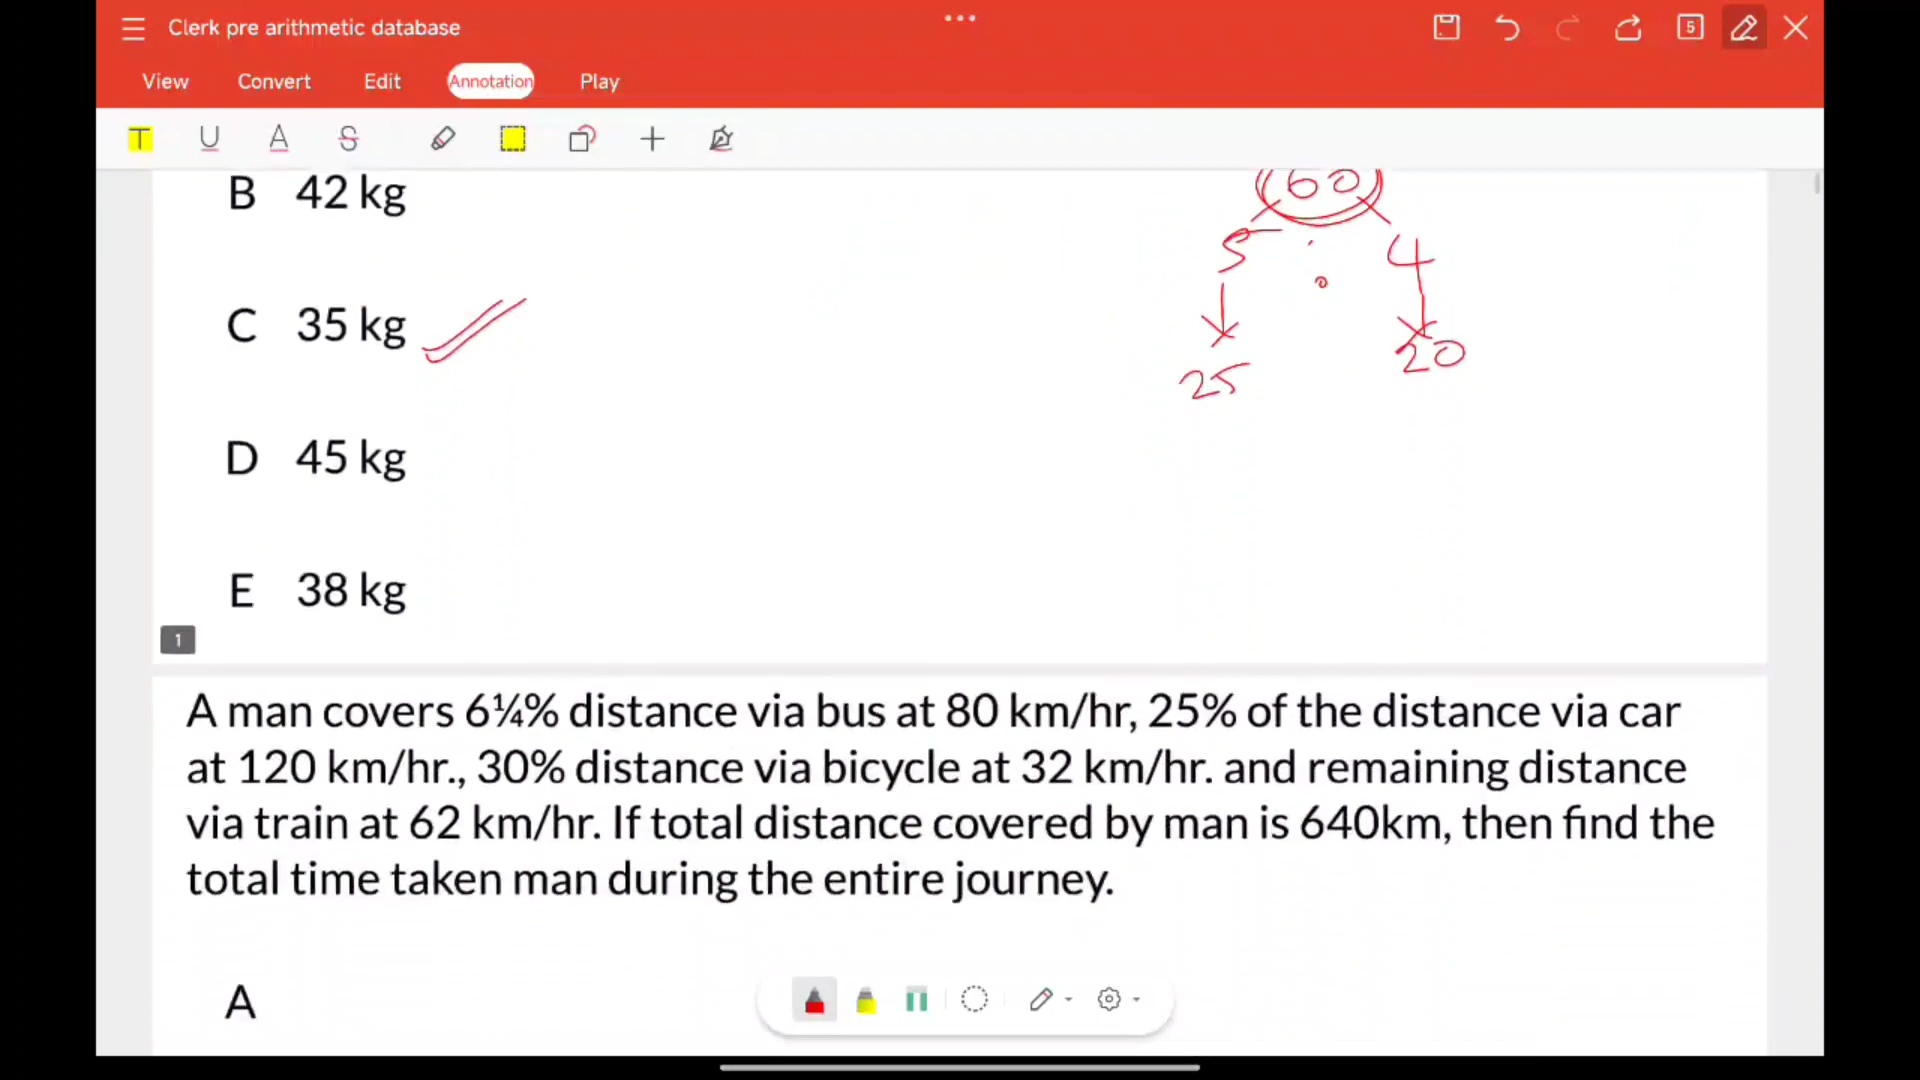 Clerk pre arithmetic database
5
View Convert Edit Annotation Play
T U A S
B 42 kg
60
5 4
C 35 kg
20
25
D 45 kg
E 38 kg
1
A man covers 6¼% distance via bus at 80 km/hr, 25% of the distance via car
at 120 km/hr., 30% distance via bicycle at 32 km/hr. and remaining distance
via train at 62 km/hr. If total distance covered by man is 640km, then find the
total time taken man during the entire journey.
A